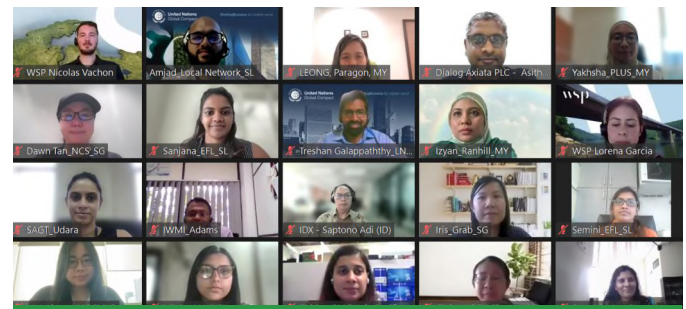 WSP Nicolas Vachon
United Nations
Global Compact
Amjad_Local Network_SL
LEONG, Paragon, MY
Dialog Axiata PLC - Asith
Yakhsha_PLUS_MY
Dawn Tan_NCS_SG
Sanjana_EFL_SL
United Nations
Global Compact
Treshan Galappaththy_LN...
Izyan_Ranhill_MY
wsp
WSP Lorena Garcia
SAGT_Udara
IWMI_Adams
IDX - Saptono Adi (ID)
Iris_Grab_SG
Semini_EFL_SL